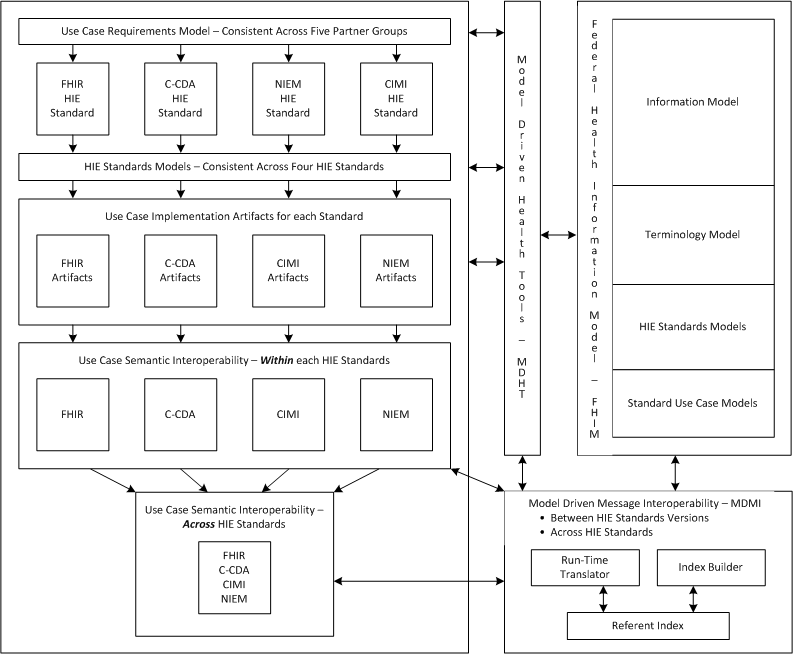 Use Case Requirements Model – Consistent Across Five Partner Groups
FHIR
HIE
Standard
C-CDA
HIE
Standard
NIEM
HIE
Standard
CIMI
HIE
Standard
HIE Standards Models – Consistent Across Four HIE Standards
Use Case Implementation Artifacts for each Standard
FHIR
Artifacts
C-CDA
Artifacts
CIMI
Artifacts
NIEM
Artifacts
Use Case Semantic Interoperability – Within each HIE Standards
FHIR
C-CDA
CIMI
NIEM
Use Case Semantic Interoperability –
Across HIE Standards
FHIR
C-CDA
CIMI
NIEM
Model Driven Health Tools – MDHT
Federal Health Information Model – FHIM
Information Model
Terminology Model
HIE Standards Models
Standard Use Case Models
Model Driven Message Interoperability – MDMI
• Between HIE Standards Versions
• Across HIE Standards
Run-Time
Translator
Index Builder
Referent Index